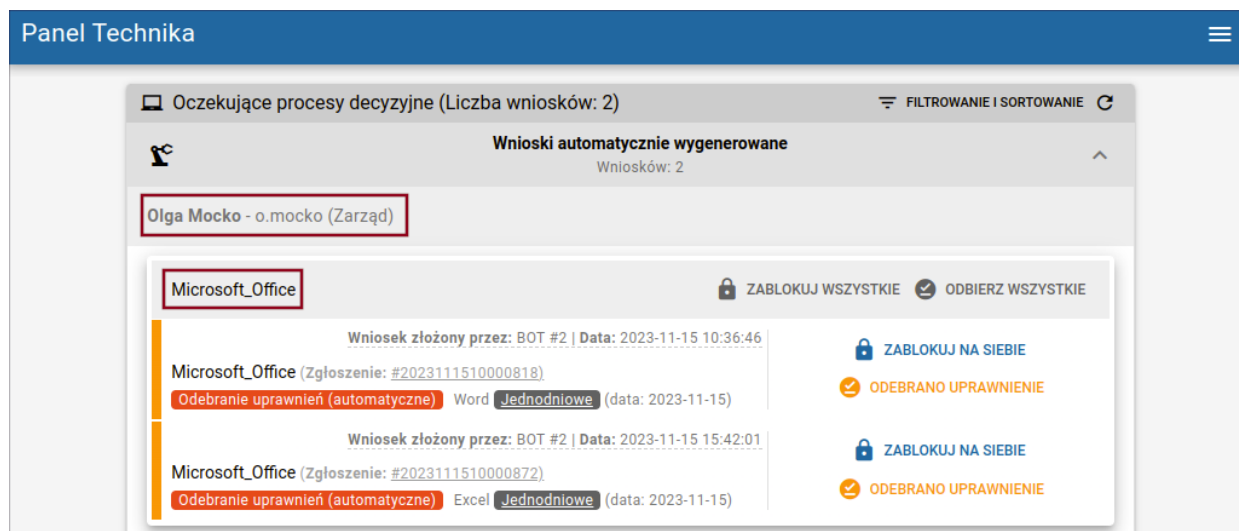 Panel Technika
Oczekujące procesy decyzyjne (Liczba wniosków: 2) FILTROWANIE I SORTOWANIE
Wnioski automatycznie wygenerowane
Wniosków: 2
Olga Mocko - o.mocko (Zarząd)
Microsoft_Office ZABLOKUJ WSZYSTKIE ODBIERZ WSZYSTKIE
Wniosek złożony przez: BOT #2 | Data: 2023-11-15 10:36:46
ZABLOKUJ NA SIEBIE
Microsoft_Office (Zgłoszenie: #2023111510000818)
ODEBRANO UPRAWNIENIE
Odebranie uprawnień (automatyczne) Word Jednodniowe (data: 2023-11-15)
Wniosek złożony przez: BOT #2 | Data: 2023-11-15 15:42:01
ZABLOKUJ NA SIEBIE
Microsoft_Office (Zgłoszenie: #2023111510000872)
ODEBRANO UPRAWNIENIE
Odebranie uprawnień (automatyczne) Excel Jednodniowe (data: 2023-11-15)